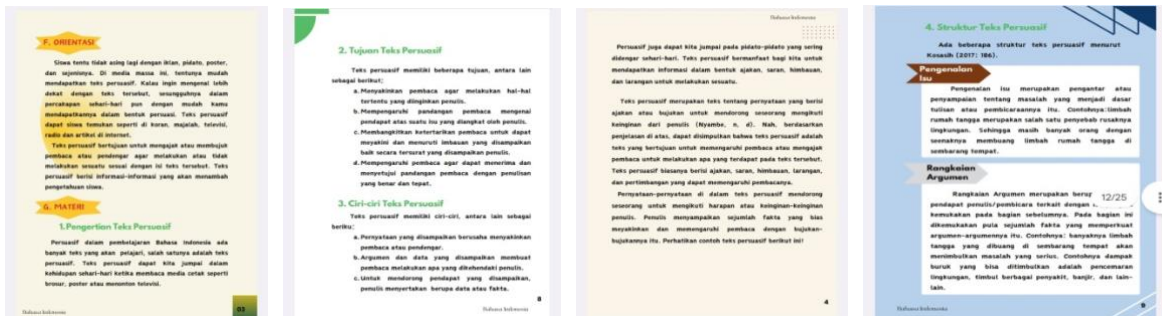 F. ORIENTASI
Siswa tentu tidak asing lagi dengan iklan, pidato, poster,
dan sejenisnya. Di media massa ini, tentunya mudah
mendapatkan teks persuasif. Kalau ingin mengenal lebih
dekat dengan teks tersebut, sesungguhnya dalam
percakapan sehari-hari pun dengan mudah kamu
mendapatkannya dalam bentuk persuasi. Teks persuasif
dapat siswa temukan seperti di koran, majalah, televisi,
radio dan artikel di internet.
Teks persuasif bertujuan untuk mengajak atau membujuk
pembaca atau pendengar agar melakukan atau tidak
melakukan sesuatu sesuai dengan isi teks tersebut. Teks
persuasif berisi informasi-informasi yang akan menambah
pengetahuan siswa.
G. MATERI
1.Pengertian Teks Persuasif
Persuasif dalam pembelajaran Bahasa Indonesia ada
banyak teks yang akan pelajari, salah satunya adalah teks
persuasif. Teks persuasif dapat kita jumpai dalam
kehidupan sehari-hari ketika membaca media cetak seperti
brosur, poster atau menonton televisi.
Bahasa Indonesia
03
2. Tujuan Teks Persuasif
Teks persuasif memiliki beberapa tujuan, antara lain
sebagai berikut;
a. Menyakinkan pembaca agar melakukan hal-hal
tertentu yang diinginkan penulis.
b. Mempengaruhi pandangan pembaca mengenai
pendapat atas suatu isu yang diangkat oleh penulis.
c. Membangkitkan ketertarikan pembaca untuk dapat
meyakini dan menuruti imbauan yang disampaikan
baik secara tersurat yang disampaikan penulis.
d. Mempengaruhi pembaca agar dapat menerima dan
menyetujui pandangan pembaca dengan penulisan
yang benar dan tepat.
3. Ciri-ciri Teks Persuasif
Teks persuasif memiliki ciri-ciri, antara lain sebagai
beriku;
a. Pernyataan yang disampaikan berusaha menyakinkan
pembaca atau pendengar.
b. Argumen dan data yang disampaikan membuat
pembaca melakukan apa yang dikehendaki penulis.
c. Untuk mendorong pendapat yang disampaikan,
penulis menyertakan berupa data atau fakta.
8
Bahasa Indonesia
Bahasa Indonesia
Persuasif juga dapat kita jumpai pada pidato-pidato yang sering
didengar sehari-hari. Teks persuasif bermanfaat bagi kita untuk
mendapatkan informasi dalam bentuk ajakan, saran, himbauan,
dan larangan untuk melakukan sesuatu.
Teks persuasif merupakan teks tentang pernyataan yang berisi
ajakan atau bujukan untuk mendorong seseorang mengikuti
keinginan dari penulis (Nyambe, n, d). Nah, berdasarkan
penjelasan di atas, dapat disimpulkan bahwa teks persuasif adalah
teks yang bertujuan untuk memengaruhi pembaca atau mengajak
pembaca untuk melakukan apa yang terdapat pada teks tersebut.
Teks persuasif biasanya berisi ajakan, saran, himbauan, larangan,
dan pertimbangan yang dapat memengaruhi pembacanya.
Pernyataan-pernyataan di dalam teks persuasif mendorong
seseorang untuk mengikuti harapan atau keinginan-keinginan
penulis. Penulis menyampaikan sejumlah fakta yang bias
meyakinkan dan memengaruhi pembaca dengan bujukan-
bujukannya itu. Perhatikan contoh teks persuasif berikut ini!
4
4. Struktur Teks Persuasif
Ada beberapa struktur teks persuasif menurut
Kosasih (2017: 186).
Pengenalan
Isu
Pengenalan isu merupakan pengantar atau
penyampaian tentang masalah yang menjadi dasar
tulisan atau pembicaraannya itu. Contohnya:limbah
rumah tangga merupakan salah satu penyebab rusaknya
lingkungan. Sehingga masih banyak orang dengan
seenaknya membuang limbah rumah tangga di
sembarang tempat.
Rangkaian
Argumen
Rangkaian Argumen merupakan berup
pendapat penulis/pembicara terkait dengan
12/25
kemukakan pada bagian sebelumnya. Pada bagian ini
dikemukakan pula sejumlah fakta yang memperkuat
argumen-argumennya itu. Contohnya: banyaknya limbah
tangga yang dibuang di sembarang tempat akan
menimbulkan masalah yang serius. Contohnya dampak
buruk yang bisa ditimbulkan adalah pencemaran
lingkungan, timbul berbagai penyakit, banjir, dan lain-
lain.
Bahasa Indonesia
9